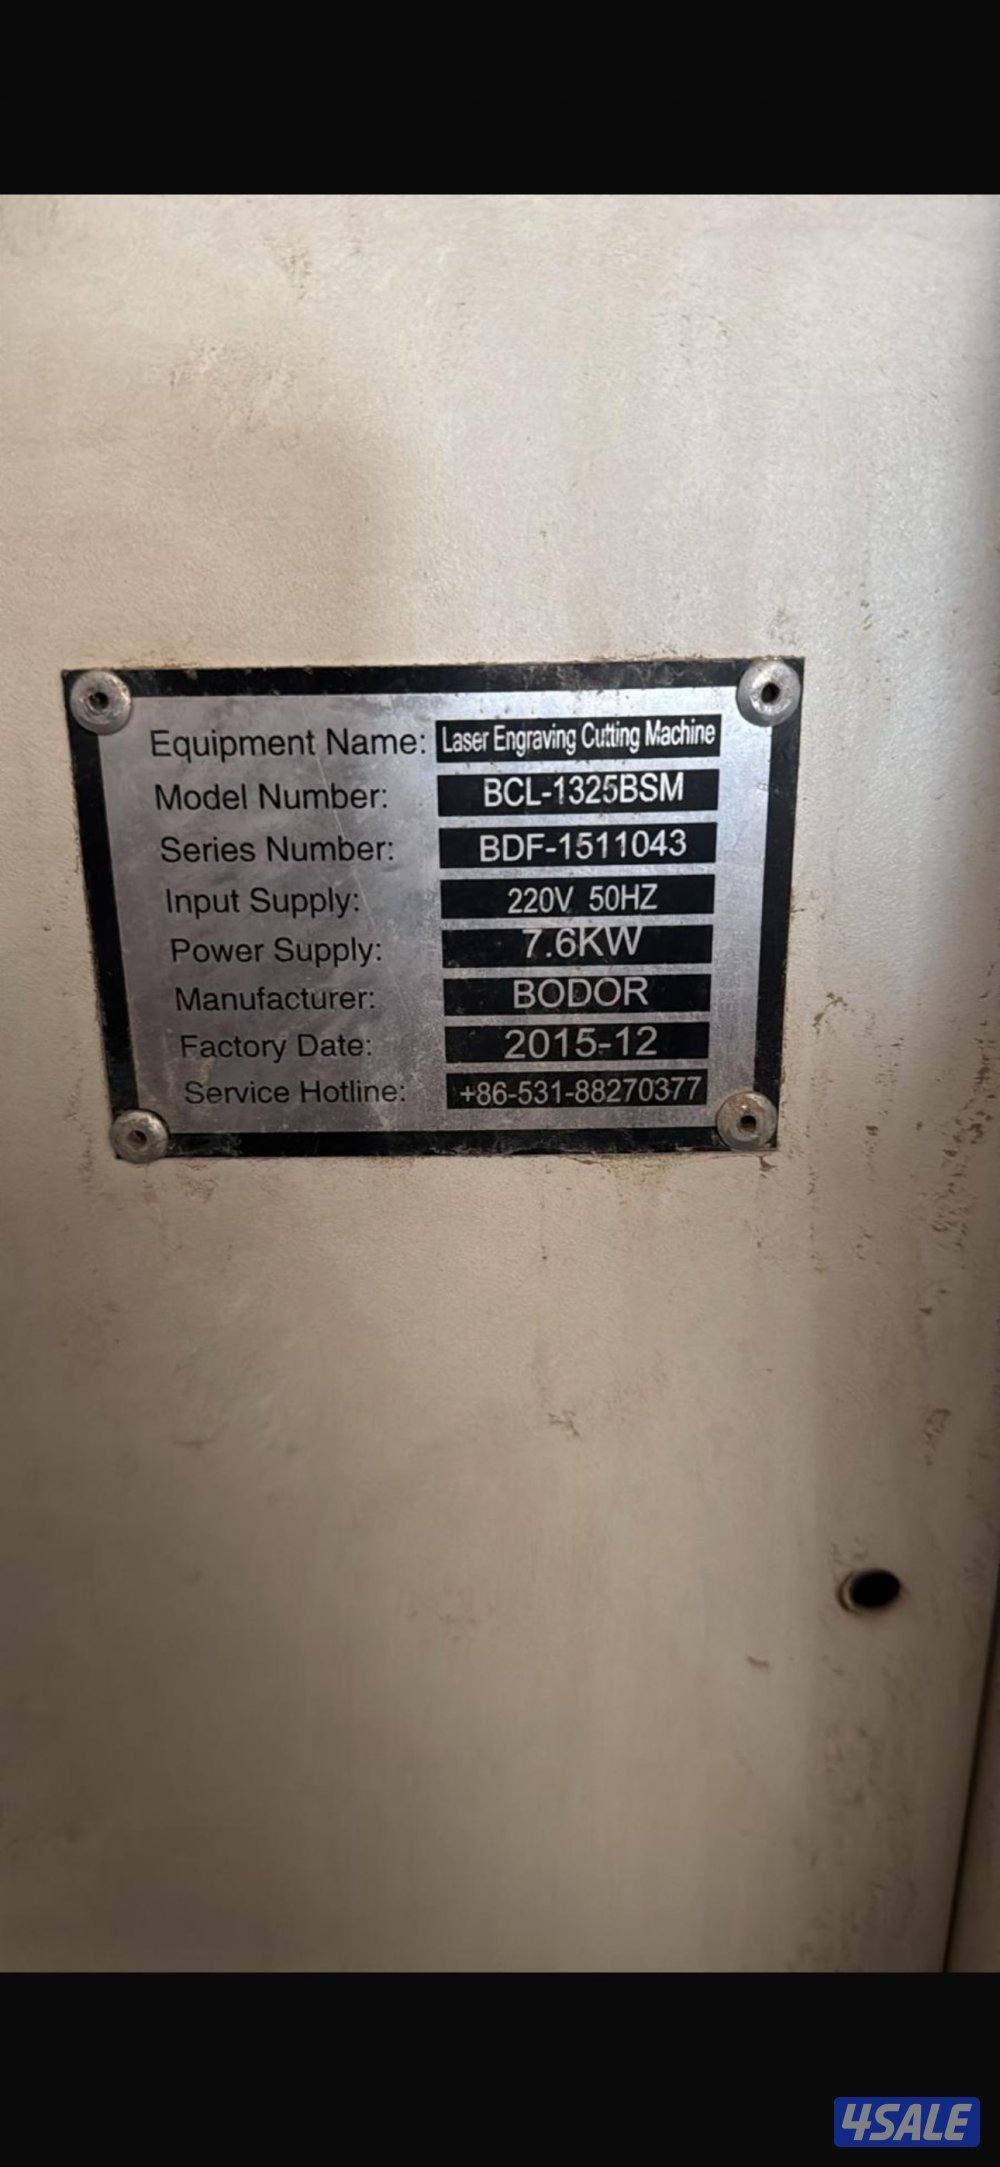 Equipment Name: Laser Engraving Cutting Machine
Model Number: BCL-1325BSM
Series Number: BDF-1511043
Input Supply: 220V 50HZ
Power Supply: 7.6KW
Manufacturer: BODOR
Factory Date: 2015-12
Service Hotline: +86-531-88270377
4SALE